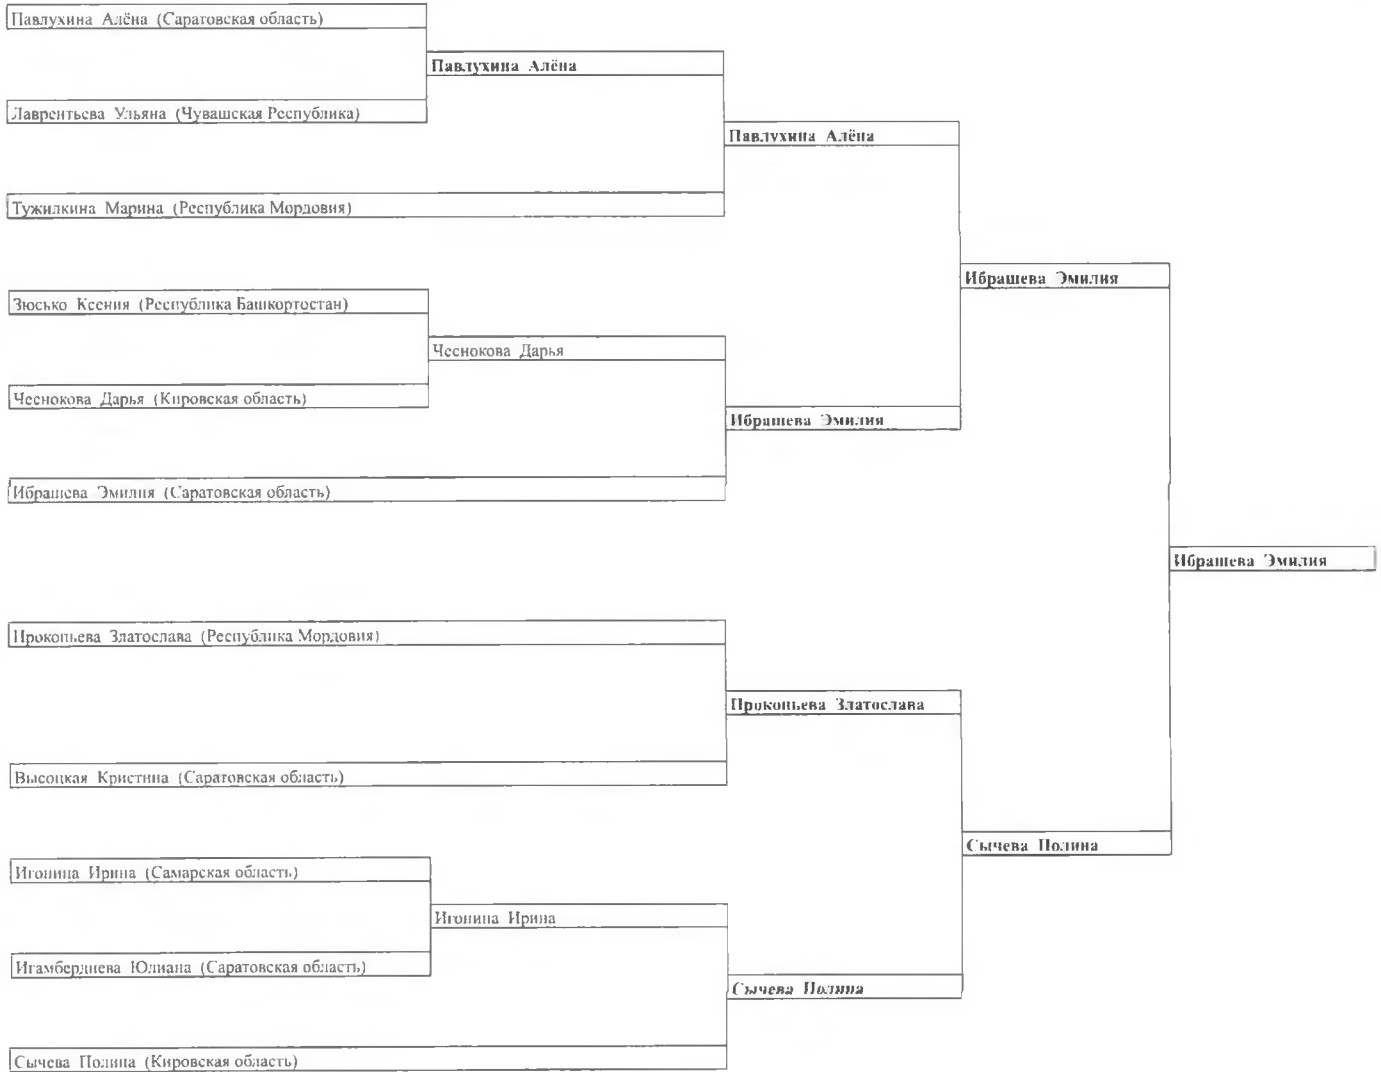 Павлухина Алёна (Саратовская область)
Павлухина Алёна
Лаврентьева Ульяна (Чувашская Республика)
Павлухина Алёна
Тужилкина Марина (Республика Мордовия)
Ибрашева Эмилия
Зюсько Ксения (Республика Башкортостан)
Чеснокова Дарья
Чеснокова Дарья (Кировская область)
Ибрашева Эмилия
Ибрашева Эмилия (Саратовская область)
Ибрашева Эмилия
Прокопьева Златослава (Республика Мордовия)
Прокопьева Златослава
Высоцкая Кристина (Саратовская область)
Сычева Полина
Игонина Ирина (Самарская область)
Игонина Ирина
Игамбердиева Юлиана (Саратовская область)
Сычева Полина
Сычева Полина (Кировская область)